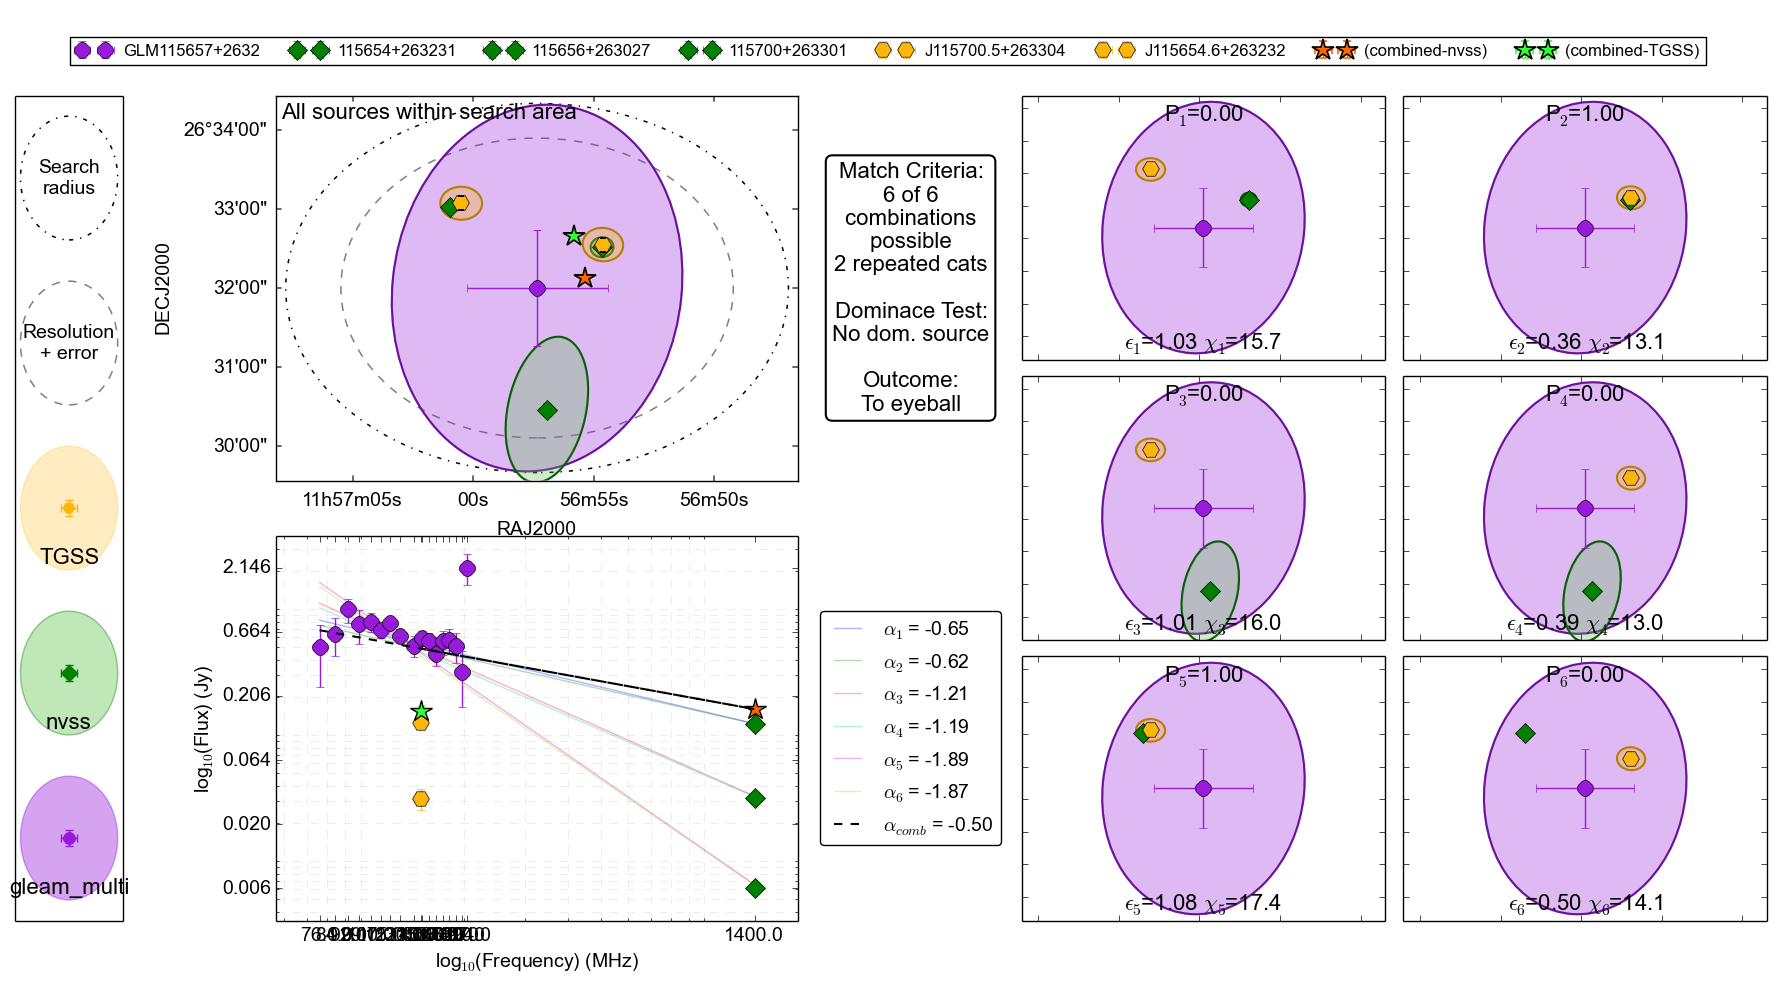 GLM115657+2632 115654+263231 115656+263027 115700+263301 J115700.5+263304 J115654.6+263232 (combined-nvss) (combined-TGSS)
Search
radius
Resolution
+ error
TGSS
nvss
gleam_multi
All sources within search area
DECJ2000
26°34'00"
33'00"
32'00"
31'00"
30'00"
11h57m05s 00s 56m55s 56m50s
RAJ2000
log₁₀(Flux) (Jy)
2.146
0.664
0.206
0.064
0.020
0.006
1400.0
log₁₀(Frequency) (MHz)
Match Criteria:
6 of 6
combinations
possible
2 repeated cats
Dominace Test:
No dom. source
Outcome:
To eyeball
α₁ = -0.65
α₂ = -0.62
α₃ = -1.21
α₄ = -1.19
α₅ = -1.89
α₆ = -1.87
α_comb = -0.50
P₁=0.00
ϵ₁=1.03 χ₁=15.7
P₂=1.00
ϵ₂=0.36 χ₂=13.1
P₃=0.00
ϵ₃=1.01 χ₃=16.0
P₄=0.00
ϵ₄=0.39 χ₄=13.0
P₅=1.00
ϵ₅=1.08 χ₅=17.4
P₆=0.00
ϵ₆=0.50 χ₆=14.1